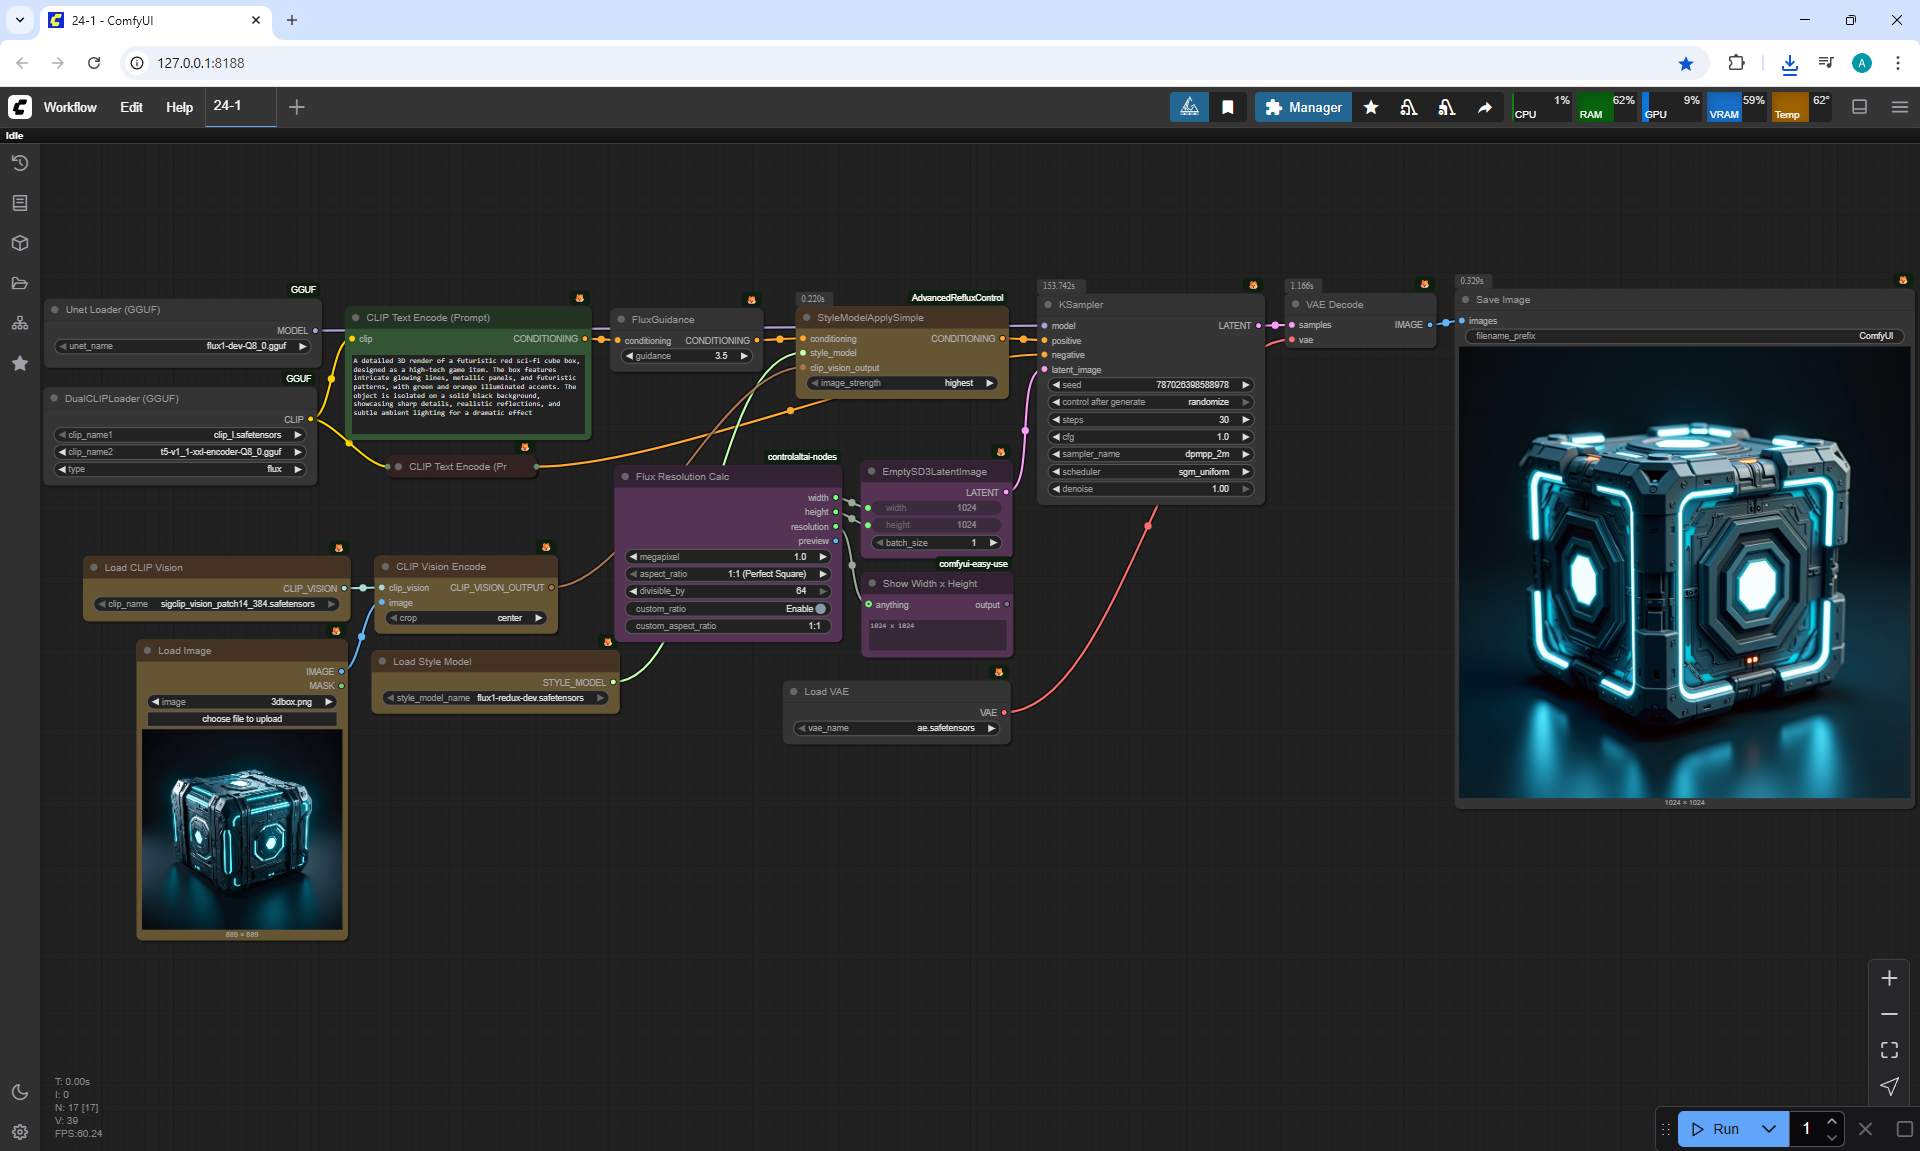 24-1 - ComfyUI
127.0.0.1:8188
A
Workflow
Edit
Help
24-1
Manager
CPU 1%
RAM 62%
GPU 9%
VRAM 59%
Temp 62°
Idle
GGUF
Unet Loader (GGUF)
MODEL
unet_name flux1-dev-Q8_0.gguf
GGUF
DualCLIPLoader (GGUF)
CLIP
clip_name1 clip_l.safetensors
clip_name2 t5-v1_1-xxl-encoder-Q8_0.gguf
type flux
CLIP Text Encode (Prompt)
clip CONDITIONING
A detailed 3D render of a futuristic red sci-fi cube box,
designed as a high-tech game item. The box features
intricate glowing lines, metallic panels, and futuristic
patterns, with green and orange illuminated accents. The
object is isolated on a solid black background,
showcasing sharp details, realistic reflections, and
subtle ambient lighting for a dramatic effect
CLIP Text Encode (Pr
FluxGuidance
conditioning CONDITIONING
guidance 3.5
0.220s
AdvancedRefluxControl
StyleModelApplySimple
conditioning CONDITIONING
style_model
clip_vision_output
image_strength highest
153.742s
KSampler
model LATENT
positive
negative
latent_image
seed 787026398588978
control after generate randomize
steps 30
cfg 1.0
sampler_name dpmpp_2m
scheduler sgm_uniform
denoise 1.00
1.166s
VAE Decode
samples IMAGE
vae
0.329s
Save Image
images
filename_prefix ComfyUI
1024 × 1024
controlaltai-nodes
Flux Resolution Calc
width
height
resolution
preview
megapixel 1.0
aspect_ratio 1:1 (Perfect Square)
divisible_by 64
custom_ratio Enable
custom_aspect_ratio 1:1
EmptySD3LatentImage
LATENT
width 1024
height 1024
batch_size 1
comfyui-easy-use
Show Width x Height
anything output
1024 x 1024
Load VAE
VAE
vae_name ae.safetensors
Load CLIP Vision
CLIP_VISION
clip_name sigclip_vision_patch14_384.safetensors
CLIP Vision Encode
clip_vision CLIP_VISION_OUTPUT
image
crop center
Load Image
IMAGE
MASK
image 3dbox.png
choose file to upload
889 × 889
Load Style Model
STYLE_MODEL
style_model_name flux1-redux-dev.safetensors
T: 0.00s
I: 0
N: 17 [17]
V: 39
FPS:60.24
Run
1